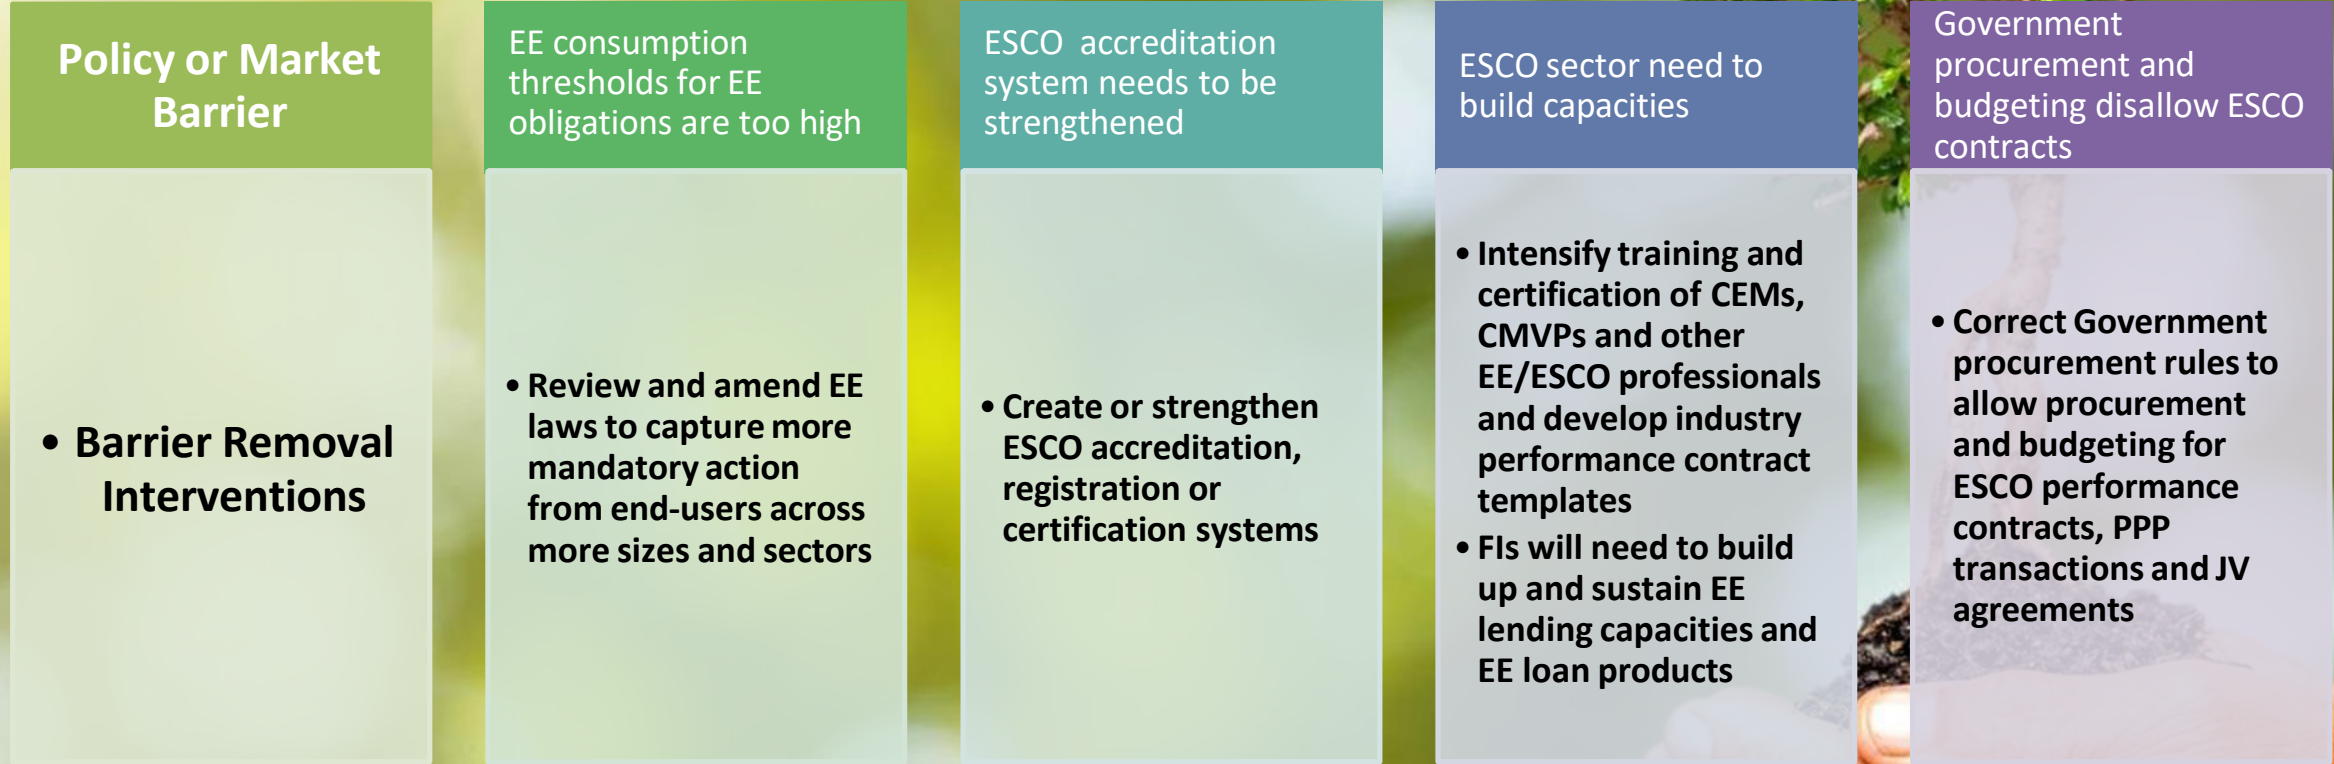 Policy or Market
Barrier
• Barrier Removal
Interventions
EE consumption
thresholds for EE
obligations are too high
• Review and amend EE
laws to capture more
mandatory action
from end-users across
more sizes and sectors
ESCO accreditation
system needs to be
strengthened
• Create or strengthen
ESCO accreditation,
registration or
certification systems
ESCO sector need to
build capacities
• Intensify training and
certification of CEMs,
CMVPs and other
EE/ESCO professionals
and develop industry
performance contract
templates
• FIs will need to build
up and sustain EE
lending capacities and
EE loan products
Government
procurement and
budgeting disallow ESCO
contracts
• Correct Government
procurement rules to
allow procurement
and budgeting for
ESCO performance
contracts, PPP
transactions and JV
agreements